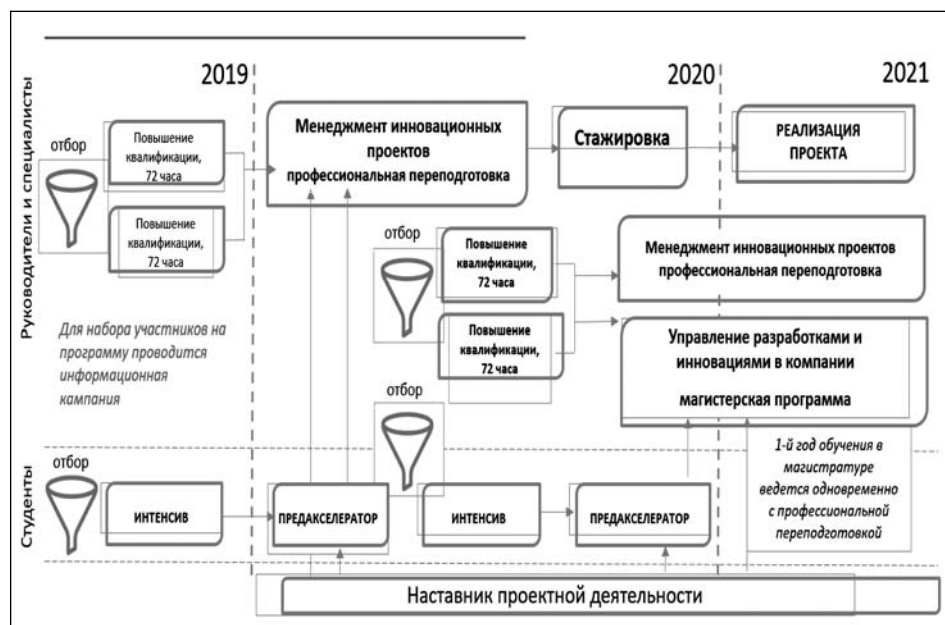 2019
2020
2021
Руководители и специалисты
отбор
Повышение
квалификации,
72 часа
Повышение
квалификации,
72 часа
Менеджмент инновационных
проектов
профессиональная переподготовка
Стажировка
РЕАЛИЗАЦИЯ
ПРОЕКТА
отбор
Повышение
квалификации,
72 часа
Повышение
квалификации,
72 часа
Менеджмент инновационных проектов
профессиональная переподготовка
Управление разработками и
инновациями в компании
магистерская программа
Для набора участников на
программу проводится
информационная
кампания
отбор
1-й год обучения в
магистратуре
ведется одновременно
с профессиональной
переподготовкой
Студенты
отбор
ИНТЕНСИВ
ПРЕДАКСЕЛЕРАТОР
ИНТЕНСИВ
ПРЕДАКСЕЛЕРАТОР
Наставник проектной деятельности